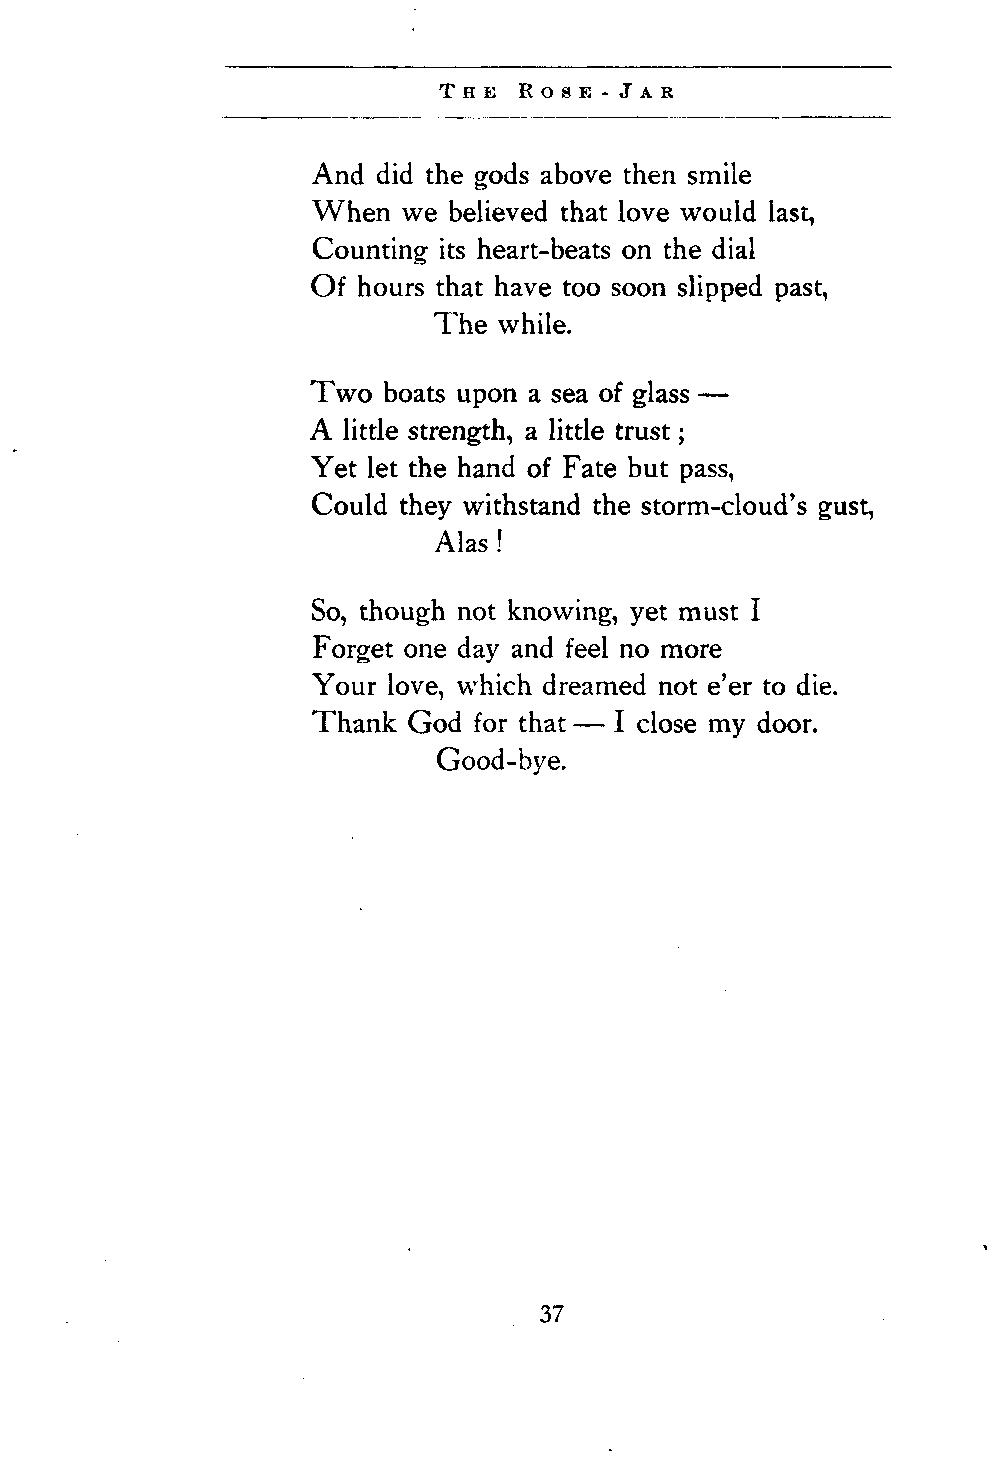 The Rose-Jar
And did the gods above then smile
When we believed that love would last,
Counting its heart-beats on the dial
Of hours that have too soon slipped past,
The while.
Two boats upon a sea of glass —
A little strength, a little trust ;
Yet let the hand of Fate but pass,
Could they withstand the storm-cloud's gust,
Alas !
So, though not knowing, yet must I
Forget one day and feel no more
Your love, which dreamed not e'er to die.
Thank God for that — I close my door.
Good-bye.
37